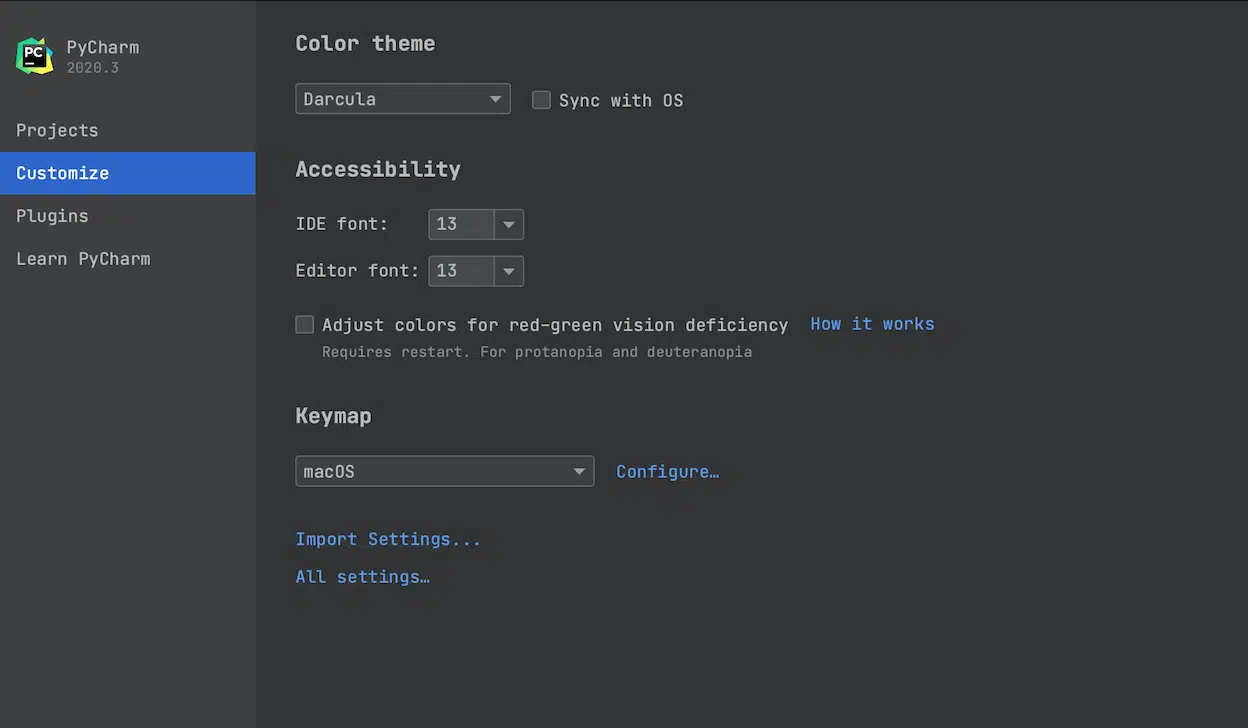 PC
PyCharm
2020.3
Projects
Customize
Plugins
Learn PyCharm
Color theme
Darcula
Sync with OS
Accessibility
IDE font: 13
Editor font: 13
Adjust colors for red-green vision deficiency How it works
Requires restart. For protanopia and deuteranopia
Keymap
macOS
Configure…
Import Settings...
All settings…